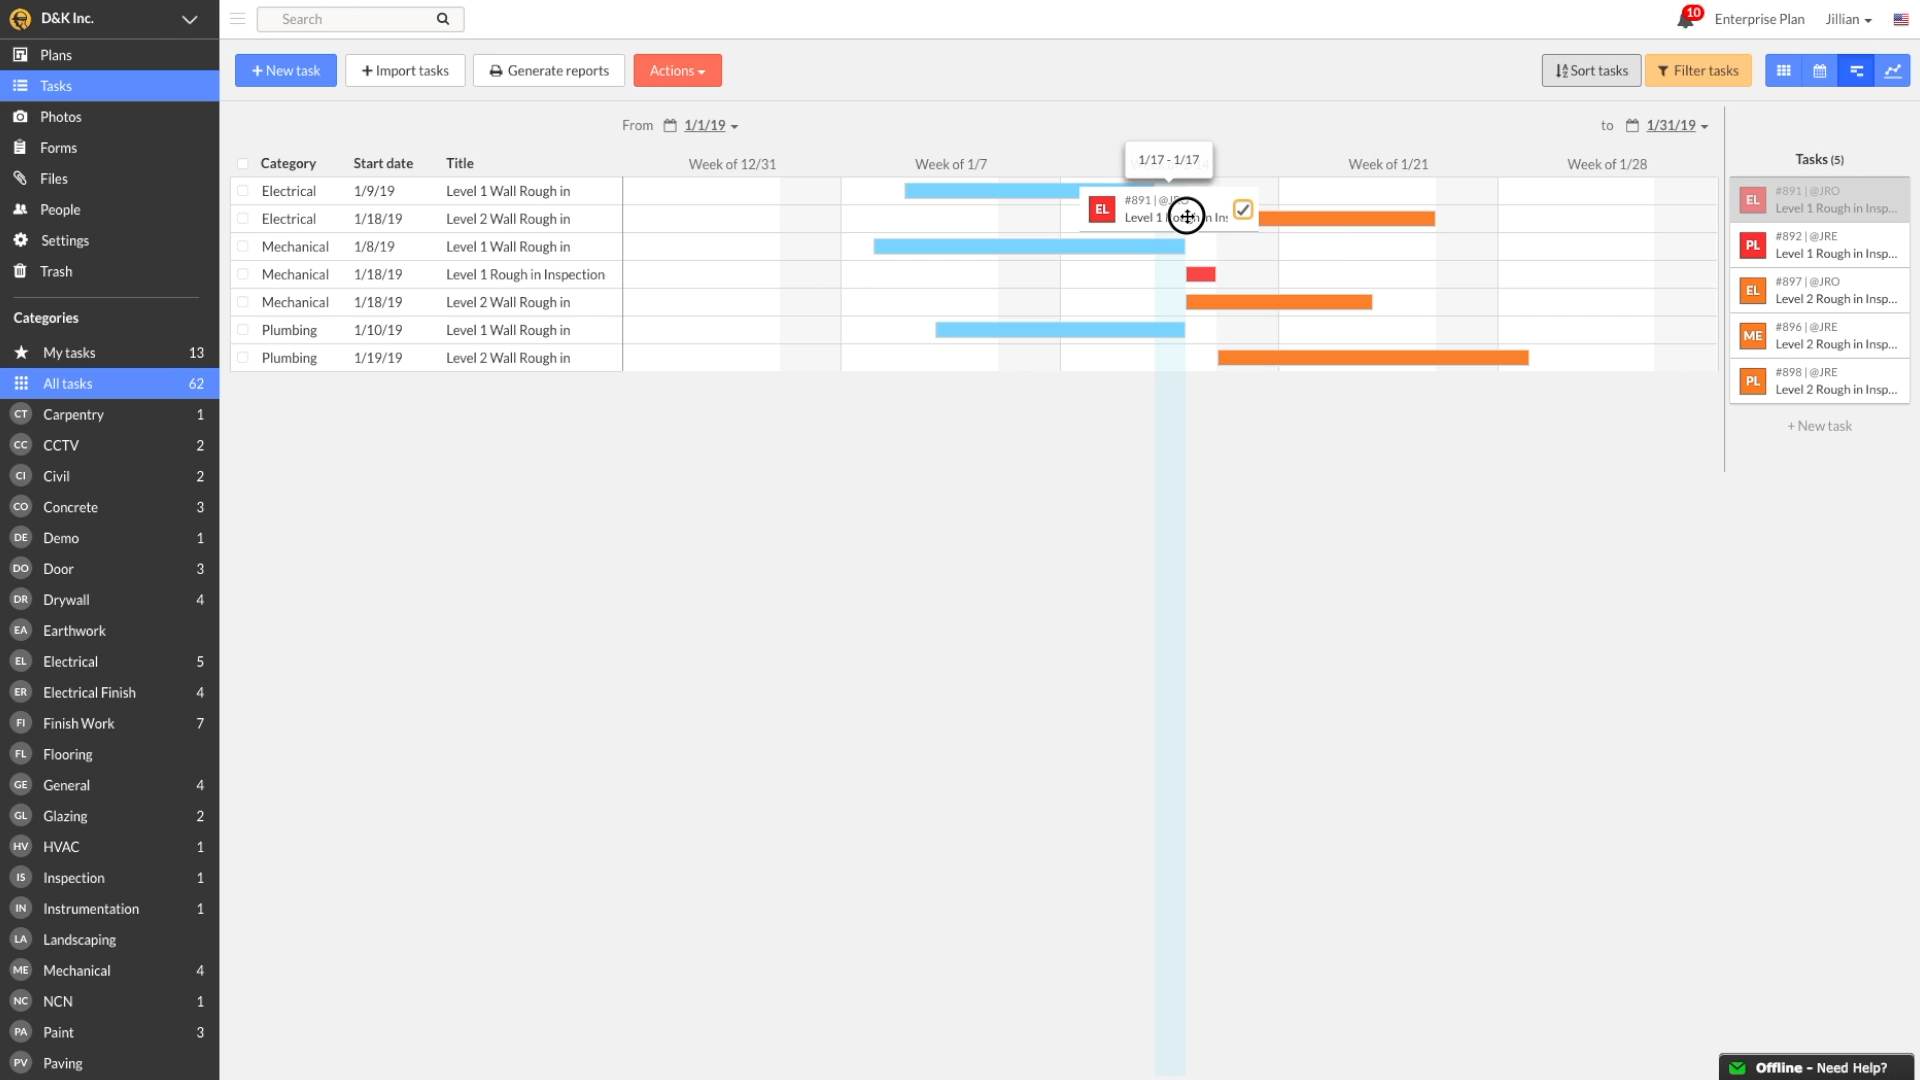 D&K Inc.
Search
10
Enterprise Plan
Jillian
Plans
Tasks
Photos
Forms
Files
People
Settings
Trash
Categories
My tasks 13
All tasks 62
CT Carpentry 1
CC CCTV 2
CI Civil 2
CO Concrete 3
DE Demo 1
DO Door 3
DR Drywall 4
EA Earthwork
EL Electrical 5
ER Electrical Finish 4
FI Finish Work 7
FL Flooring
GE General 4
GL Glazing 2
HV HVAC 1
IS Inspection 1
IN Instrumentation 1
LA Landscaping
ME Mechanical 4
NC NCN 1
PA Paint 3
PV Paving
+ New task
+ Import tasks
Generate reports
Actions
Sort tasks
Filter tasks
From 1/1/19
to 1/31/19
Category Start date Title
Week of 12/31
Week of 1/7
1/17 - 1/17
Week of 1/21
Week of 1/28
Electrical 1/9/19 Level 1 Wall Rough in
Electrical 1/18/19 Level 2 Wall Rough in
Mechanical 1/8/19 Level 1 Wall Rough in
Mechanical 1/18/19 Level 1 Rough in Inspection
Mechanical 1/18/19 Level 2 Wall Rough in
Plumbing 1/10/19 Level 1 Wall Rough in
Plumbing 1/19/19 Level 2 Wall Rough in
EL
#891 |
Level 1
Tasks (5)
EL
#891 | @JRO
Level 1 Rough in Insp...
PL
#892 | @JRE
Level 1 Rough in Insp...
EL
#897 | @JRO
Level 2 Rough in Insp...
ME
#896 | @JRE
Level 2 Rough in Insp...
PL
#898 | @JRE
Level 2 Rough in Insp...
+ New task
Offline - Need Help?